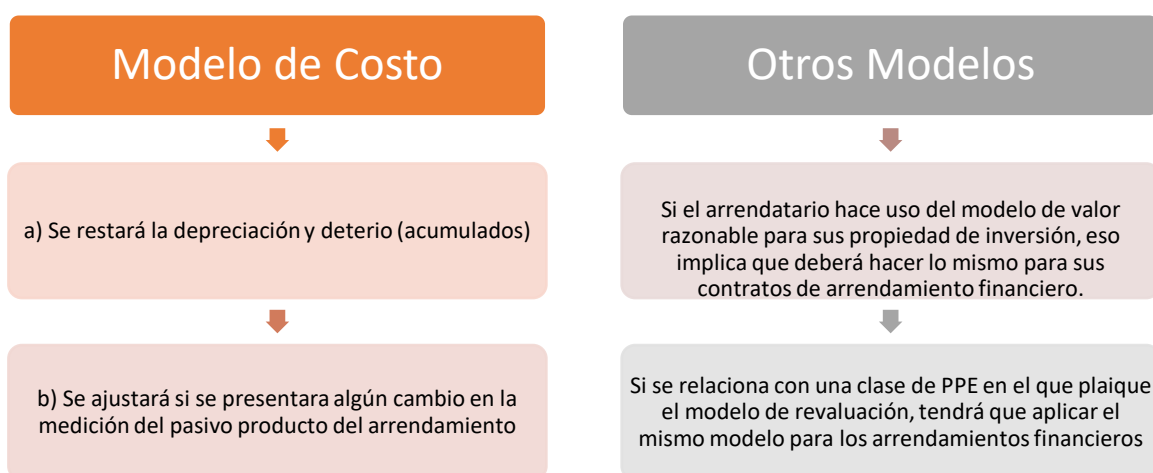 Modelo de Costo
a) Se restará la depreciación y deterio (acumulados)
b) Se ajustará si se presentara algún cambio en la
medición del pasivo producto del arrendamiento
Otros Modelos
Si el arrendatario hace uso del modelo de valor
razonable para sus propiedad de inversión, eso
implica que deberá hacer lo mismo para sus
contratos de arrendamiento financiero.
Si se relaciona con una clase de PPE en el que plaique
el modelo de revaluación, tendrá que aplicar el
mismo modelo para los arrendamientos financieros